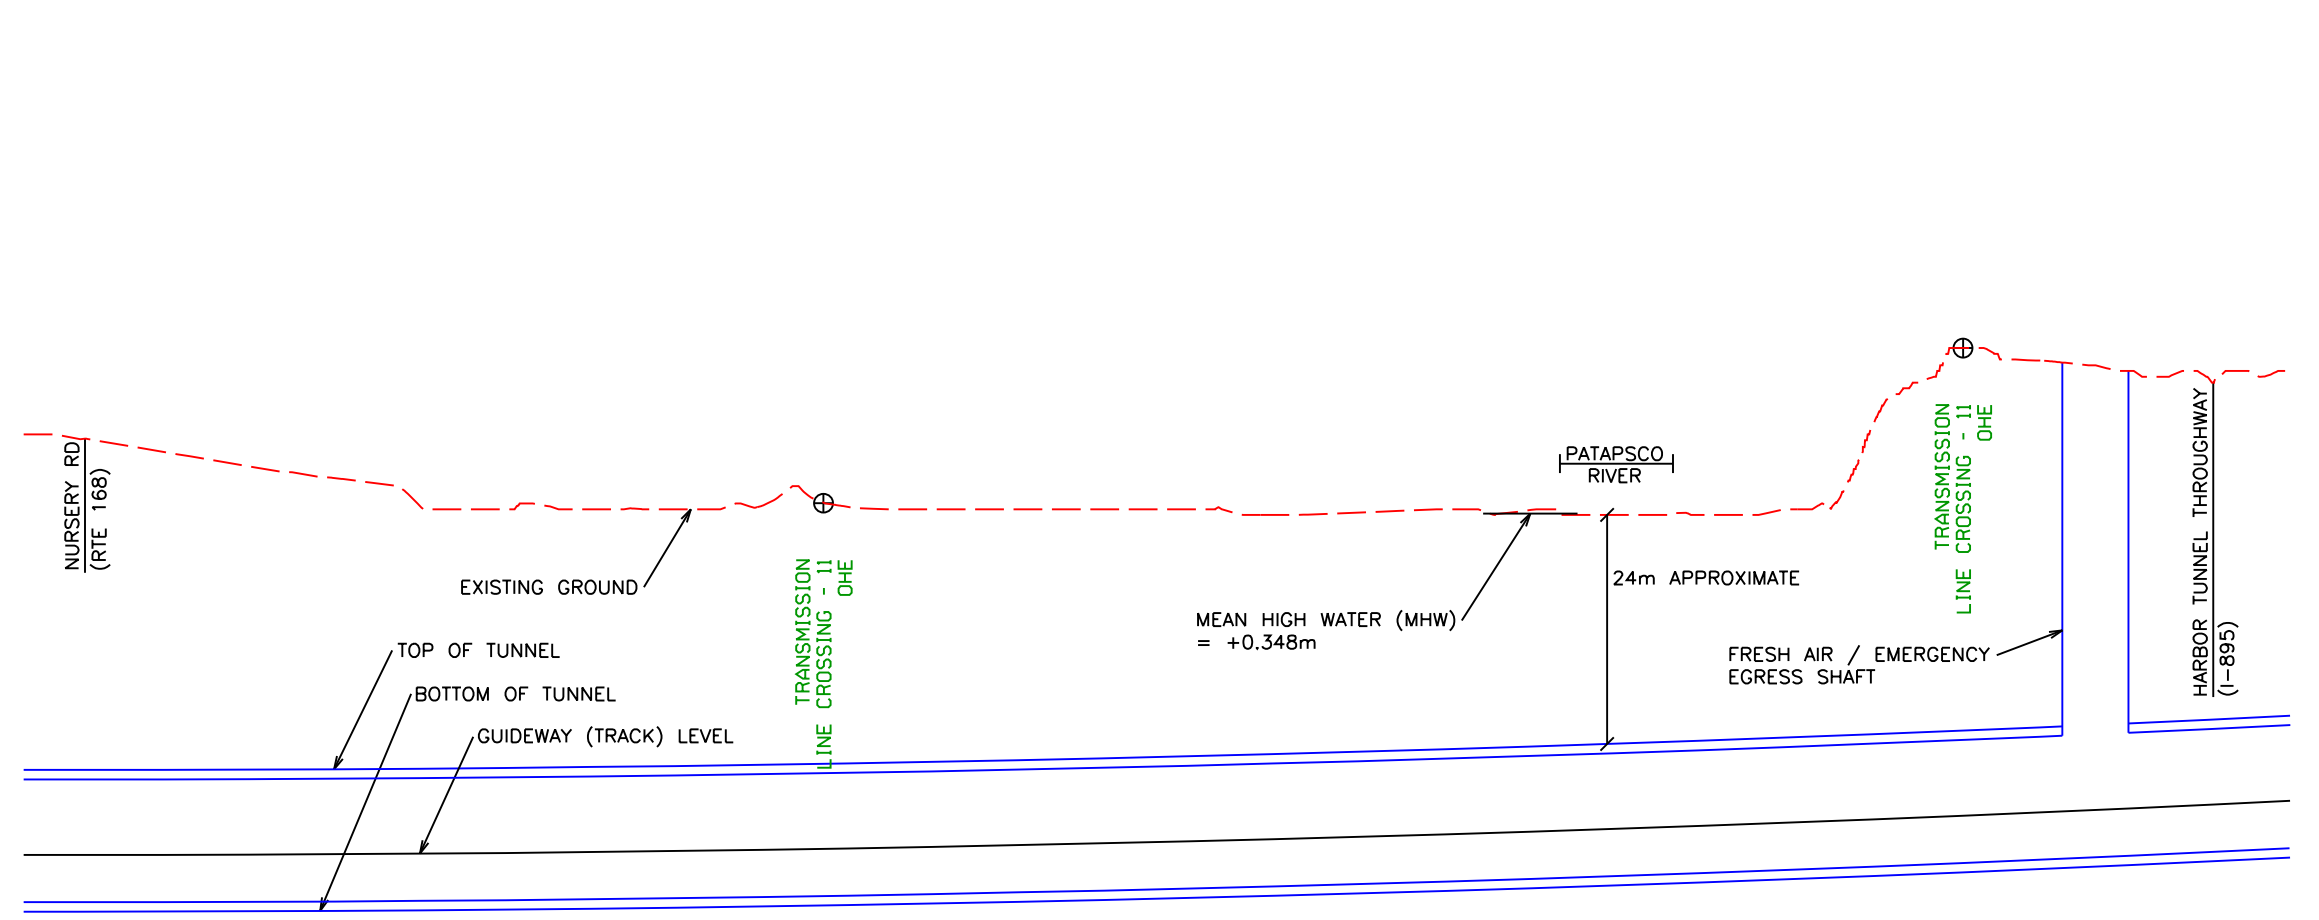 NURSERY RD
(RTE 168)
EXISTING GROUND
TOP OF TUNNEL
BOTTOM OF TUNNEL
GUIDEWAY (TRACK) LEVEL
TRANSMISSION
LINE CROSSING - 11
OHE
MEAN HIGH WATER (MHW)
= +0.348m
PATAPSCO
RIVER
24m APPROXIMATE
FRESH AIR / EMERGENCY
EGRESS SHAFT
TRANSMISSION
LINE CROSSING - 11
OHE
HARBOR TUNNEL THROUGHWAY
(I-895)